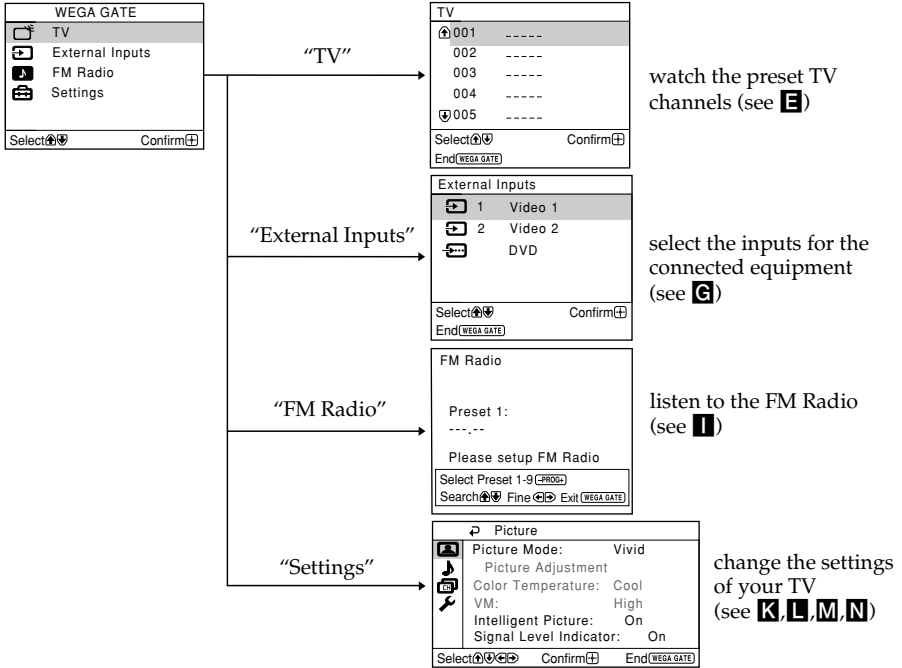 WEGA GATE
TV
External Inputs
FM Radio
Settings
Select Confirm
“TV”
TV
001 -----
002 -----
003 -----
004 -----
005 -----
Select Confirm
End WEGA GATE
watch the preset TV
channels (see E)
“External Inputs”
External Inputs
1 Video 1
2 Video 2
DVD
Select Confirm
End WEGA GATE
select the inputs for the
connected equipment
(see G)
“FM Radio”
FM Radio
Preset 1:
---.--
Please setup FM Radio
Select Preset 1-9 -PROG+
Search Fine Exit WEGA GATE
listen to the FM Radio
(see I)
“Settings”
Picture
Picture Mode: Vivid
Picture Adjustment
Color Temperature: Cool
CH
VM: High
Intelligent Picture: On
Signal Level Indicator: On
Select Confirm End WEGA GATE
change the settings
of your TV
(see K, L, M, N)